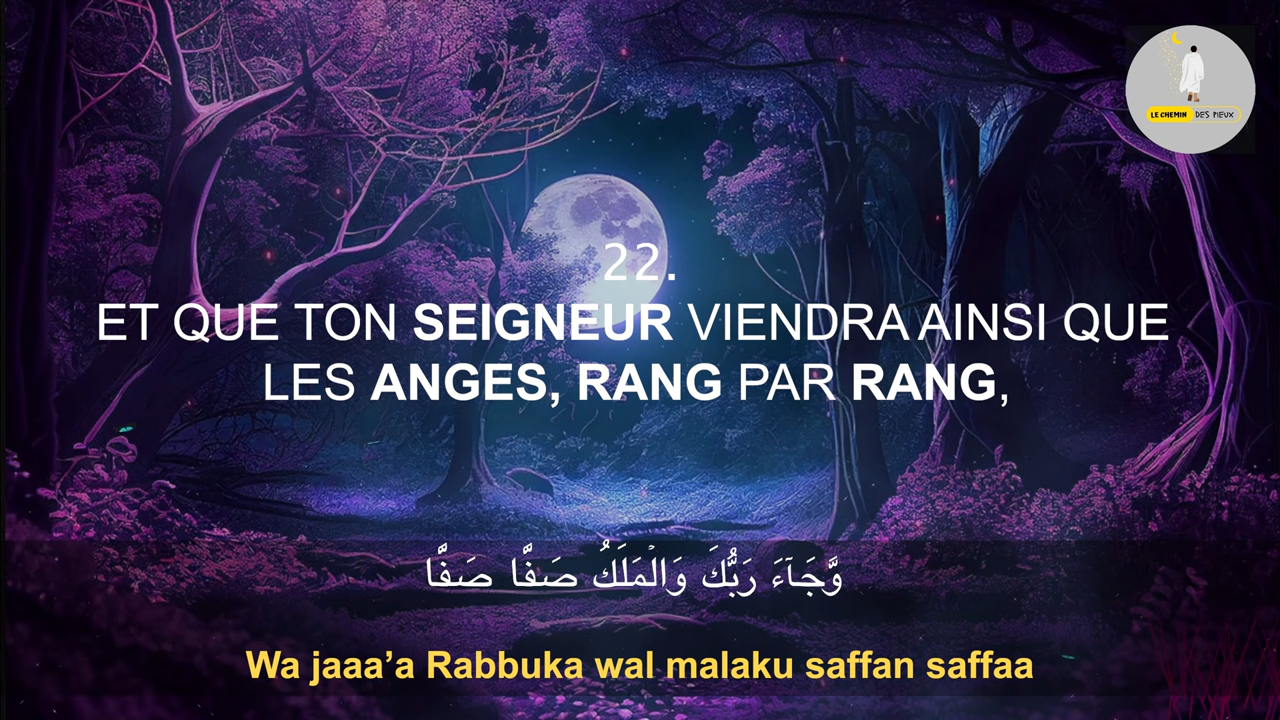 LE CHEMIN DES PIEUX
22.
ET QUE TON SEIGNEUR VIENDRA AINSI QUE
LES ANGES, RANG PAR RANG,
وَّجَآءَ رَبُّكَ وَالۡمَلَكُ صَفًّا صَفًّا
Wa jaaa’a Rabbuka wal malaku saffan saffaa